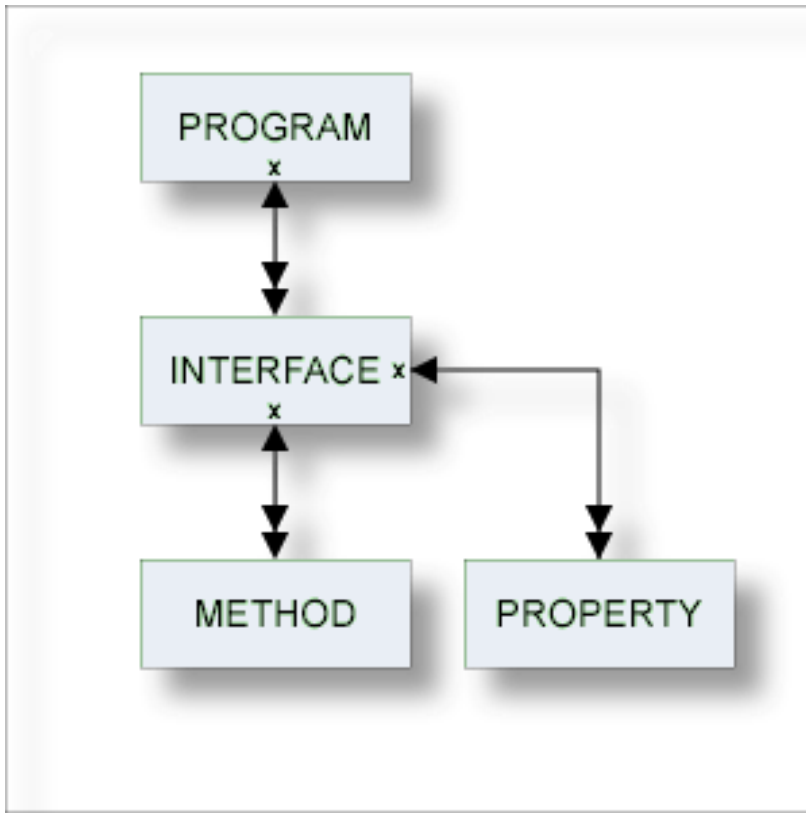 PROGRAM
x
INTERFACE x
x
METHOD
PROPERTY